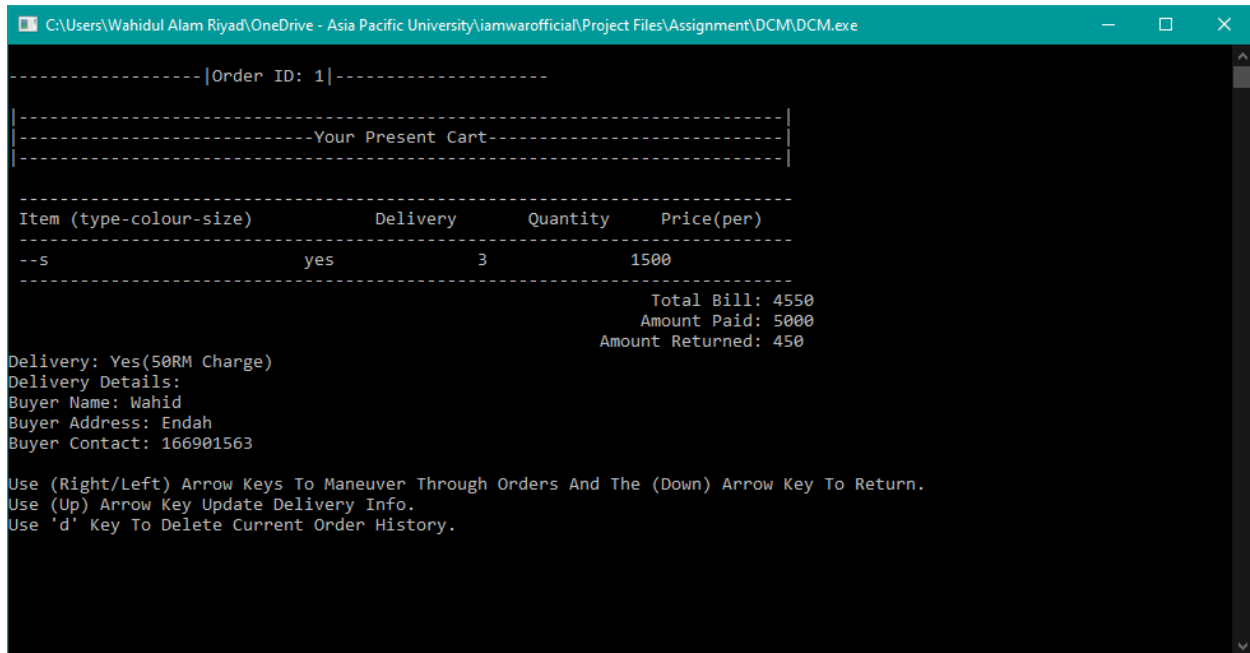 C:\Users\Wahidul Alam Riyad\OneDrive - Asia Pacific University\iamwarofficial\Project Files\Assignment\DCM\DCM.exe
-------------------|Order ID: 1|---------------------
|---------------------------------------------------------------------------|
|-----------------------------Your Present Cart-----------------------------|
|---------------------------------------------------------------------------|
----------------------------------------------------------------------------
Item (type-colour-size) Delivery Quantity Price(per)
----------------------------------------------------------------------------
--s yes 3 1500
----------------------------------------------------------------------------
Total Bill: 4550
Amount Paid: 5000
Amount Returned: 450
Delivery: Yes(50RM Charge)
Delivery Details:
Buyer Name: Wahid
Buyer Address: Endah
Buyer Contact: 166901563
Use (Right/Left) Arrow Keys To Maneuver Through Orders And The (Down) Arrow Key To Return.
Use (Up) Arrow Key Update Delivery Info.
Use 'd' Key To Delete Current Order History.